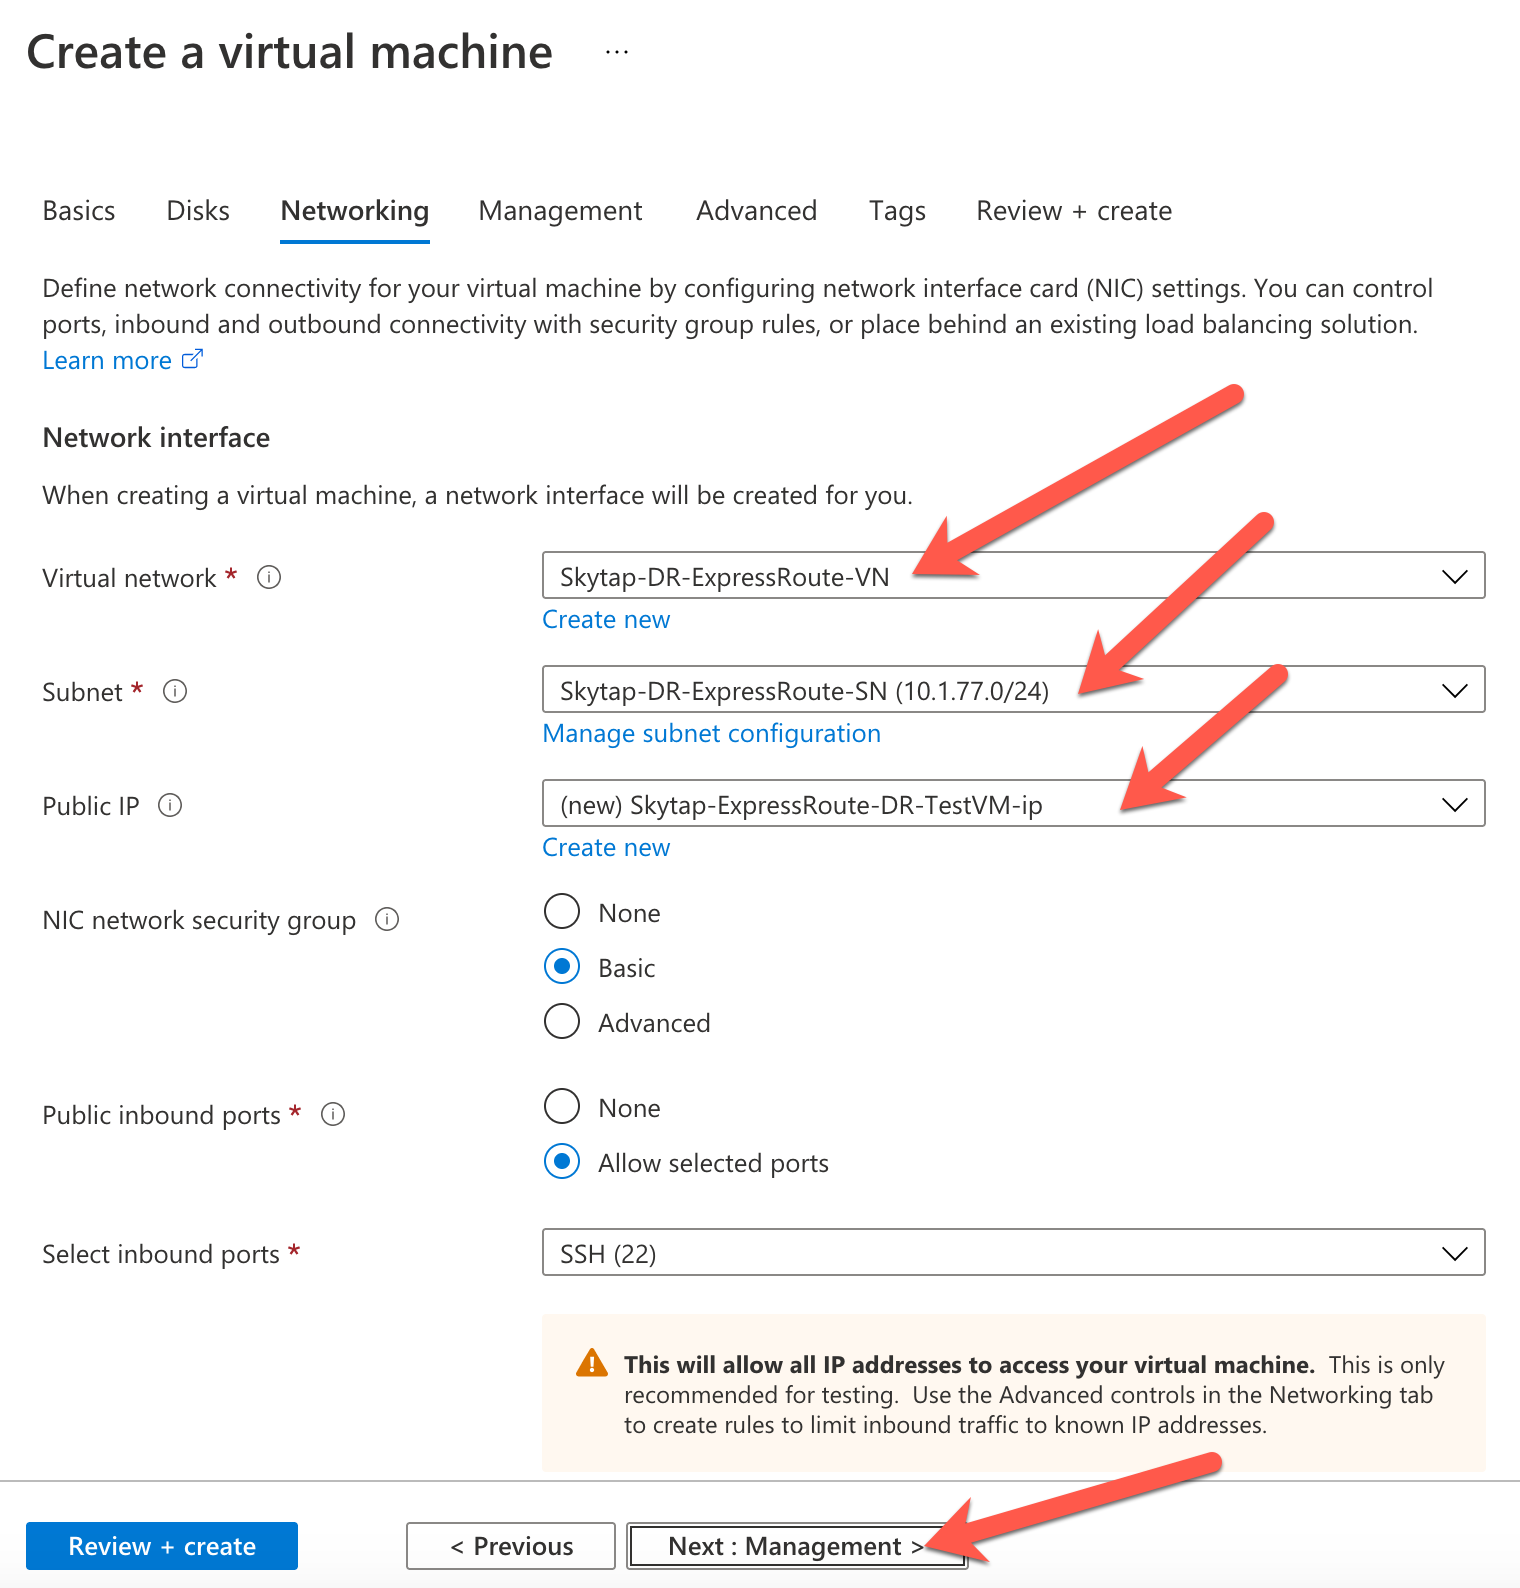 Create a virtual machine ...
Basics Disks Networking Management Advanced Tags Review + create
Define network connectivity for your virtual machine by configuring network interface card (NIC) settings. You can control
ports, inbound and outbound connectivity with security group rules, or place behind an existing load balancing solution.
Learn more
Network interface
When creating a virtual machine, a network interface will be created for you.
Virtual network * Skytap-DR-ExpressRoute-VN
Create new
Subnet * Skytap-DR-ExpressRoute-SN (10.1.77.0/24)
Manage subnet configuration
Public IP (new) Skytap-ExpressRoute-DR-TestVM-ip
Create new
NIC network security group None
Basic
Advanced
Public inbound ports * None
Allow selected ports
Select inbound ports * SSH (22)
This will allow all IP addresses to access your virtual machine. This is only
recommended for testing. Use the Advanced controls in the Networking tab
to create rules to limit inbound traffic to known IP addresses.
Review + create < Previous Next : Management >